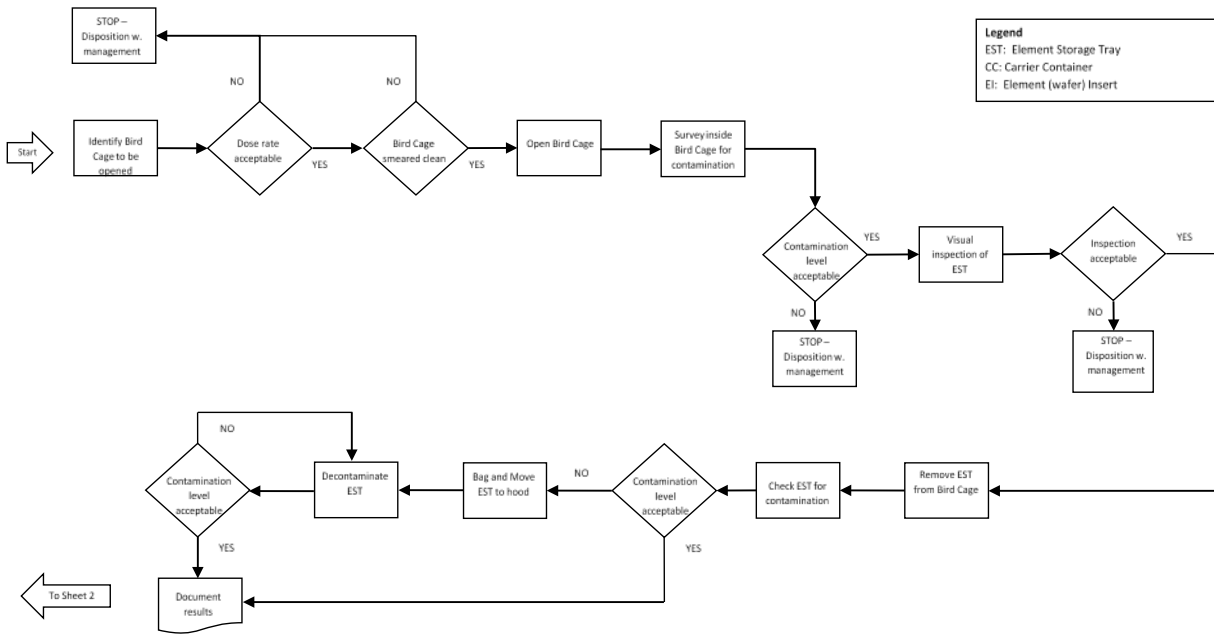 STOP –
Disposition w.
management
Legend
EST:  Element Storage Tray
CC: Carrier Container
EI:  Element (wafer) Insert
NO
NO
Start
Identify Bird
Cage to be
opened
Dose rate
acceptable
YES
Bird Cage
smeared clean
YES
Open Bird Cage
Survey inside
Bird Cage for
contamination
Contamination
level
acceptable
YES
Visual
inspection of
EST
Inspection
acceptable
YES
NO
STOP –
Disposition w.
management
NO
STOP –
Disposition w.
management
Remove EST
from Bird Cage
Check EST for
contamination
Contamination
level
acceptable
NO
YES
Bag and Move
EST to hood
Decontaminate
EST
NO
Contamination
level
acceptable
YES
Document
results
To Sheet 2